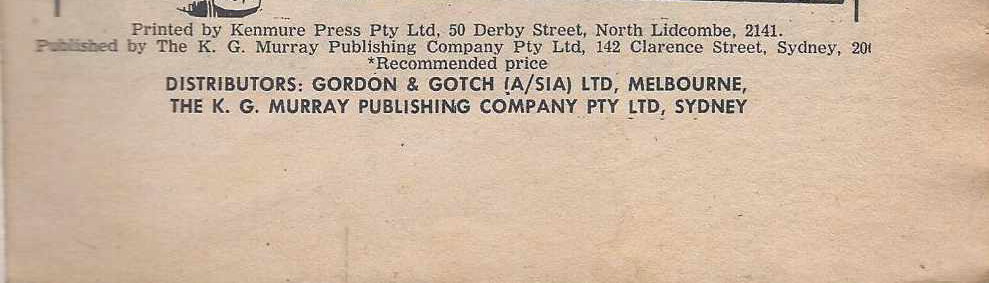 Printed by Kenmure Press Pty Ltd, 50 Derby Street, North Lidcombe, 2141.
Published by The K. G. Murray Publishing Company Pty Ltd, 142 Clarence Street, Sydney,
*Recommended price
DISTRIBUTORS: GORDON & GOTCH (A/SIA) LTD, MELBOURNE,
THE K. G. MURRAY PUBLISHING COMPANY PTY LTD, SYDNEY